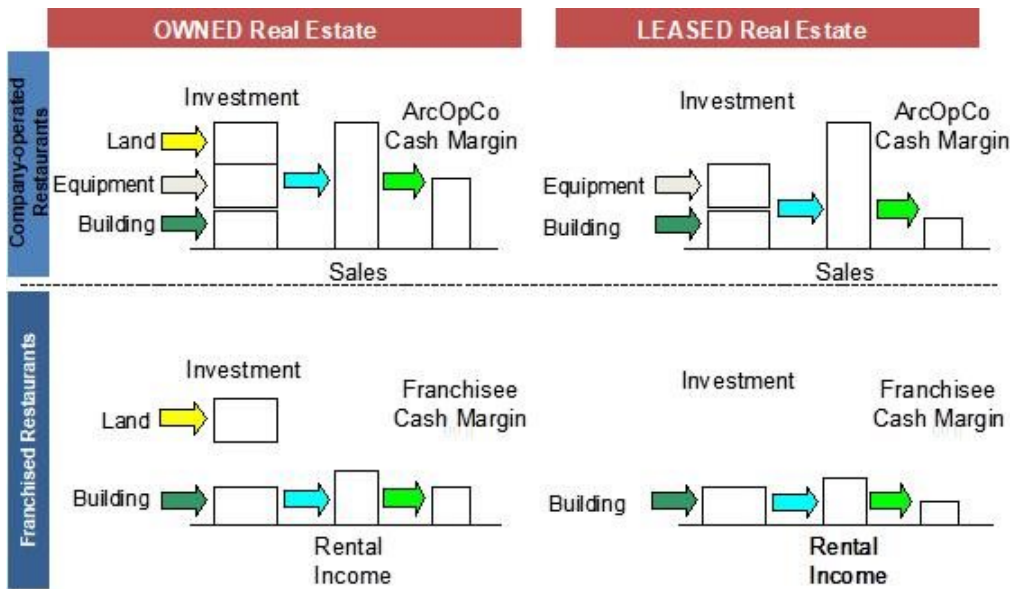 OWNED Real Estate
LEASED Real Estate
Company-operated
Restaurants
Investment
ArcOpCo
Cash Margin
Land
Equipment
Building
Sales
Investment
ArcOpCo
Cash Margin
Equipment
Building
Sales
Franchised Restaurants
Investment
Franchisee
Cash Margin
Land
Building
Rental
Income
Investment
Franchisee
Cash Margin
Building
Rental
Income